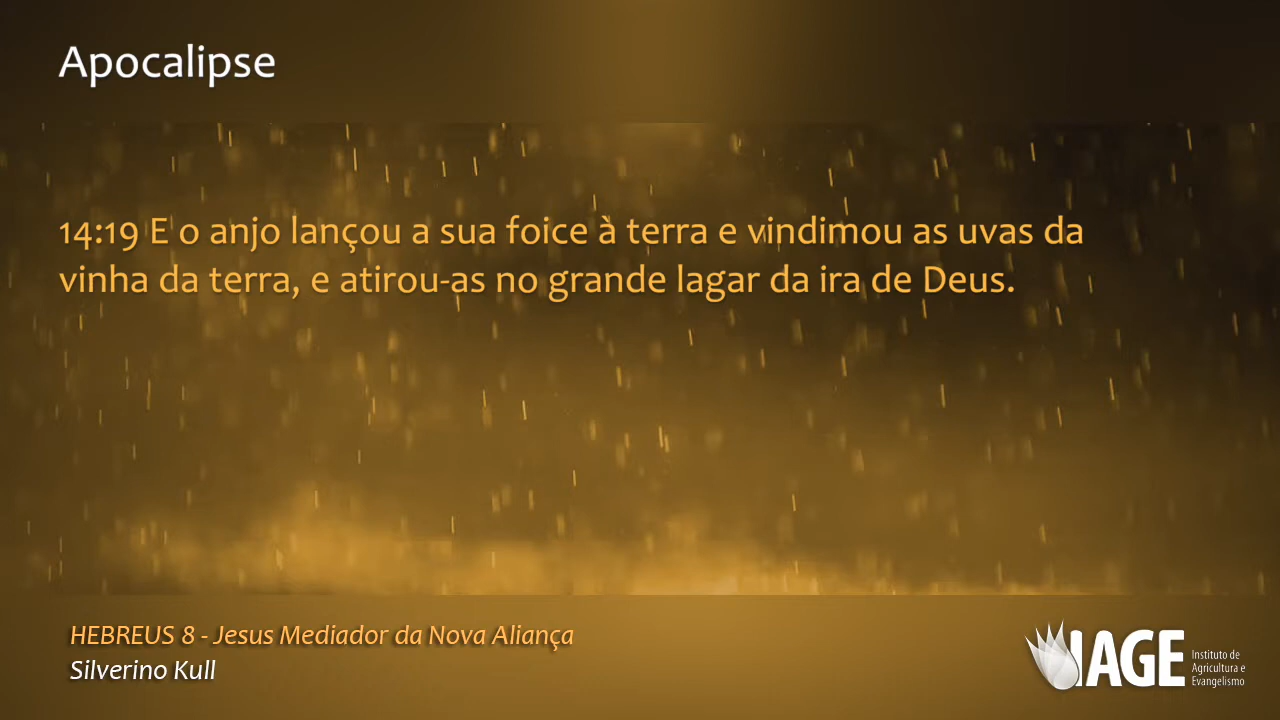 Apocalipse
14:19 E o anjo lançou a sua foice à terra e vindimou as uvas da
vinha da terra, e atirou-as no grande lagar da ira de Deus.
HEBREUS 8 - Jesus Mediador da Nova Aliança
Silverino Kull
IAGE
Instituto de
Agricultura e
Evangelismo